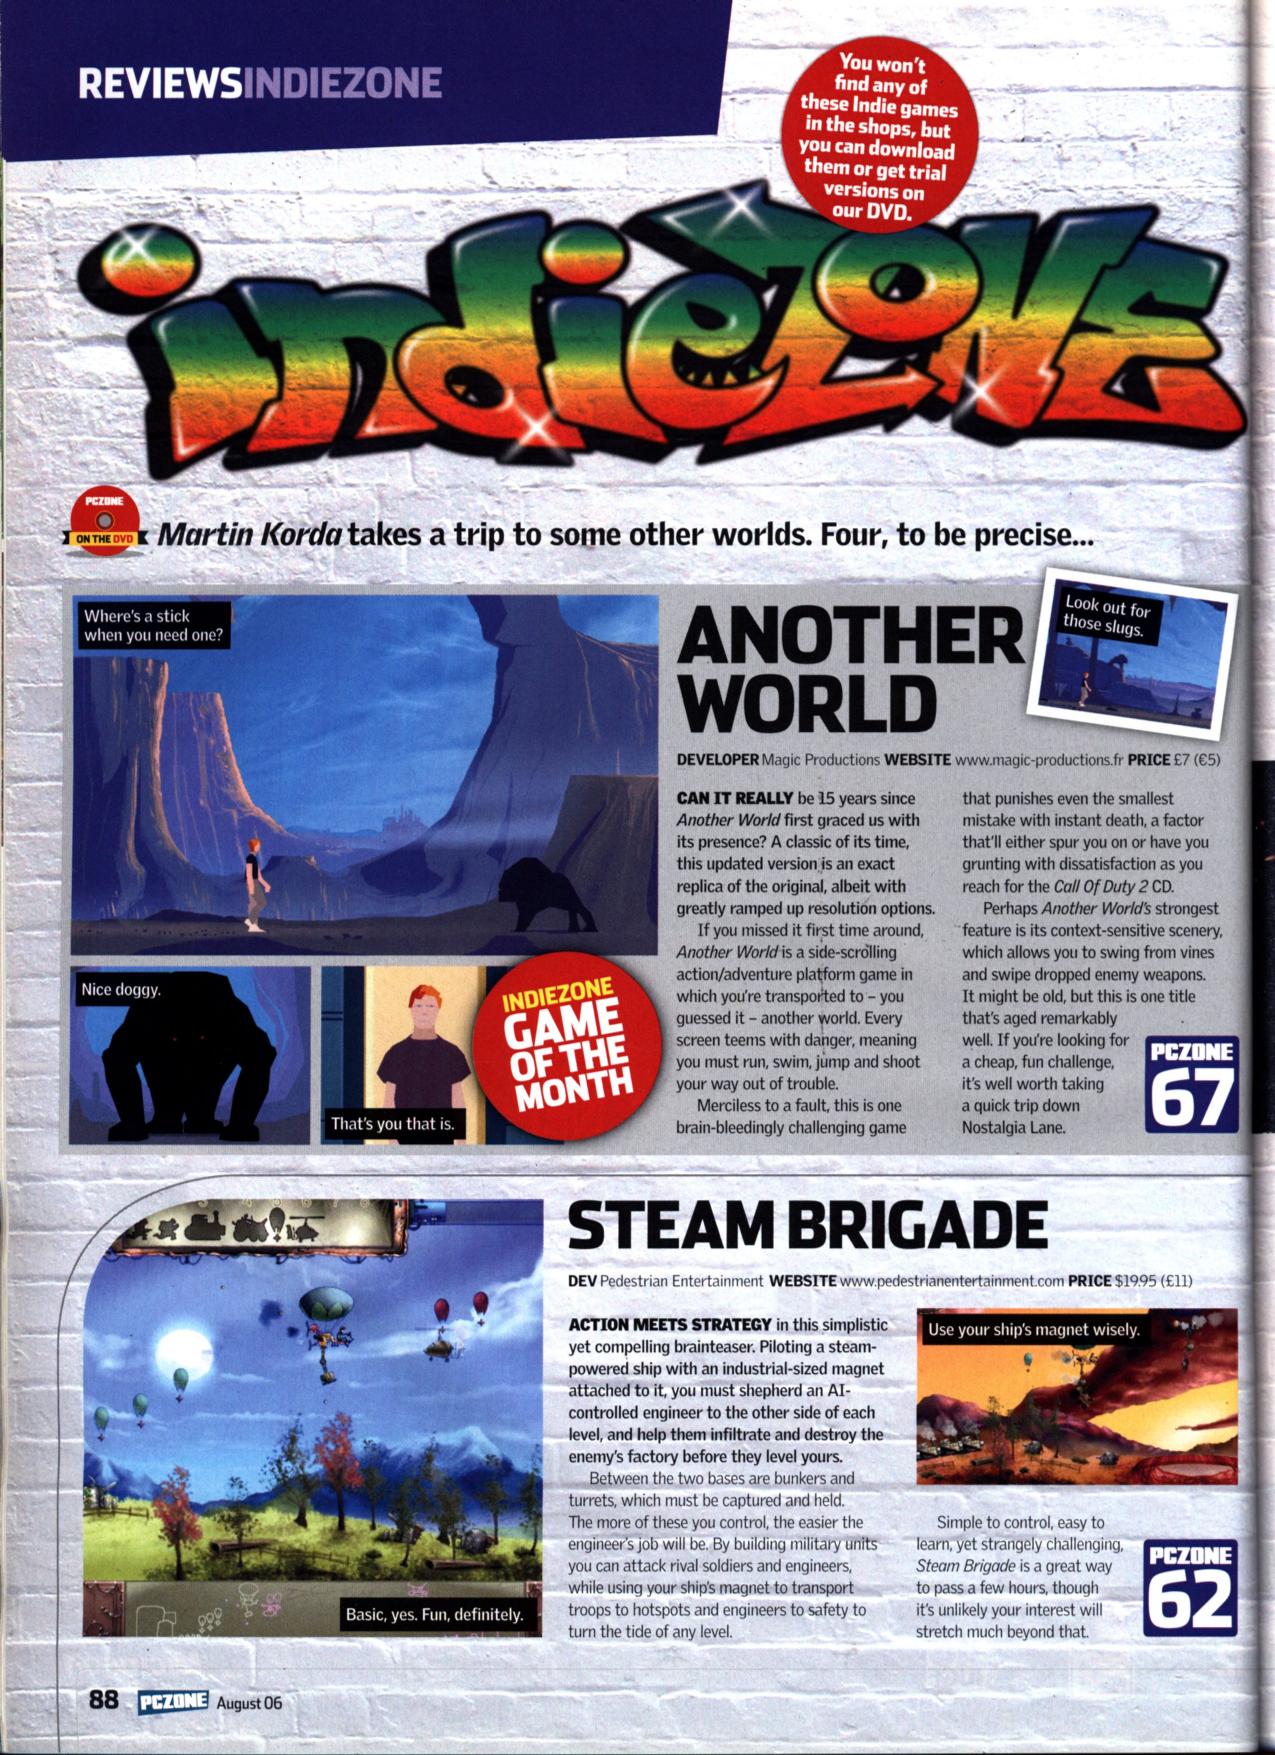 REVIEWSINDIEZONE
You won't
find any of
these Indie games
in the shops, but
you can download
them or get trial
versions on
our DVD.
indieZONE
PCZONE
ON THE DVD
Martin Korda takes a trip to some other worlds. Four, to be precise...
Where's a stick
when you need one?
Nice doggy.
That's you that is.
INDIEZONE
GAME
OF THE
MONTH
ANOTHER
WORLD
Look out for
those slugs.
DEVELOPER Magic Productions WEBSITE www.magic-productions.fr PRICE £7 (€5)
CAN IT REALLY be 15 years since
Another World first graced us with
its presence? A classic of its time,
this updated version is an exact
replica of the original, albeit with
greatly ramped up resolution options.
If you missed it first time around,
Another World is a side-scrolling
action/adventure platform game in
which you're transported to – you
guessed it – another world. Every
screen teems with danger, meaning
you must run, swim, jump and shoot
your way out of trouble.
Merciless to a fault, this is one
brain-bleedingly challenging game
that punishes even the smallest
mistake with instant death, a factor
that'll either spur you on or have you
grunting with dissatisfaction as you
reach for the Call Of Duty 2 CD.
Perhaps Another World's strongest
feature is its context-sensitive scenery,
which allows you to swing from vines
and swipe dropped enemy weapons.
It might be old, but this is one title
that's aged remarkably
well. If you're looking for
a cheap, fun challenge,
it's well worth taking
a quick trip down
Nostalgia Lane.
PCZONE
67
Basic, yes. Fun, definitely.
STEAM BRIGADE
DEV Pedestrian Entertainment WEBSITE www.pedestrianentertainment.com PRICE $19.95 (£11)
ACTION MEETS STRATEGY in this simplistic
yet compelling brainteaser. Piloting a steam-
powered ship with an industrial-sized magnet
attached to it, you must shepherd an AI-
controlled engineer to the other side of each
level, and help them infiltrate and destroy the
enemy's factory before they level yours.
Between the two bases are bunkers and
turrets, which must be captured and held.
The more of these you control, the easier the
engineer's job will be. By building military units
you can attack rival soldiers and engineers,
while using your ship's magnet to transport
troops to hotspots and engineers to safety to
turn the tide of any level.
Use your ship's magnet wisely.
Simple to control, easy to
learn, yet strangely challenging,
Steam Brigade is a great way
to pass a few hours, though
it's unlikely your interest will
stretch much beyond that.
PCZONE
62
88 PCZONE August 06